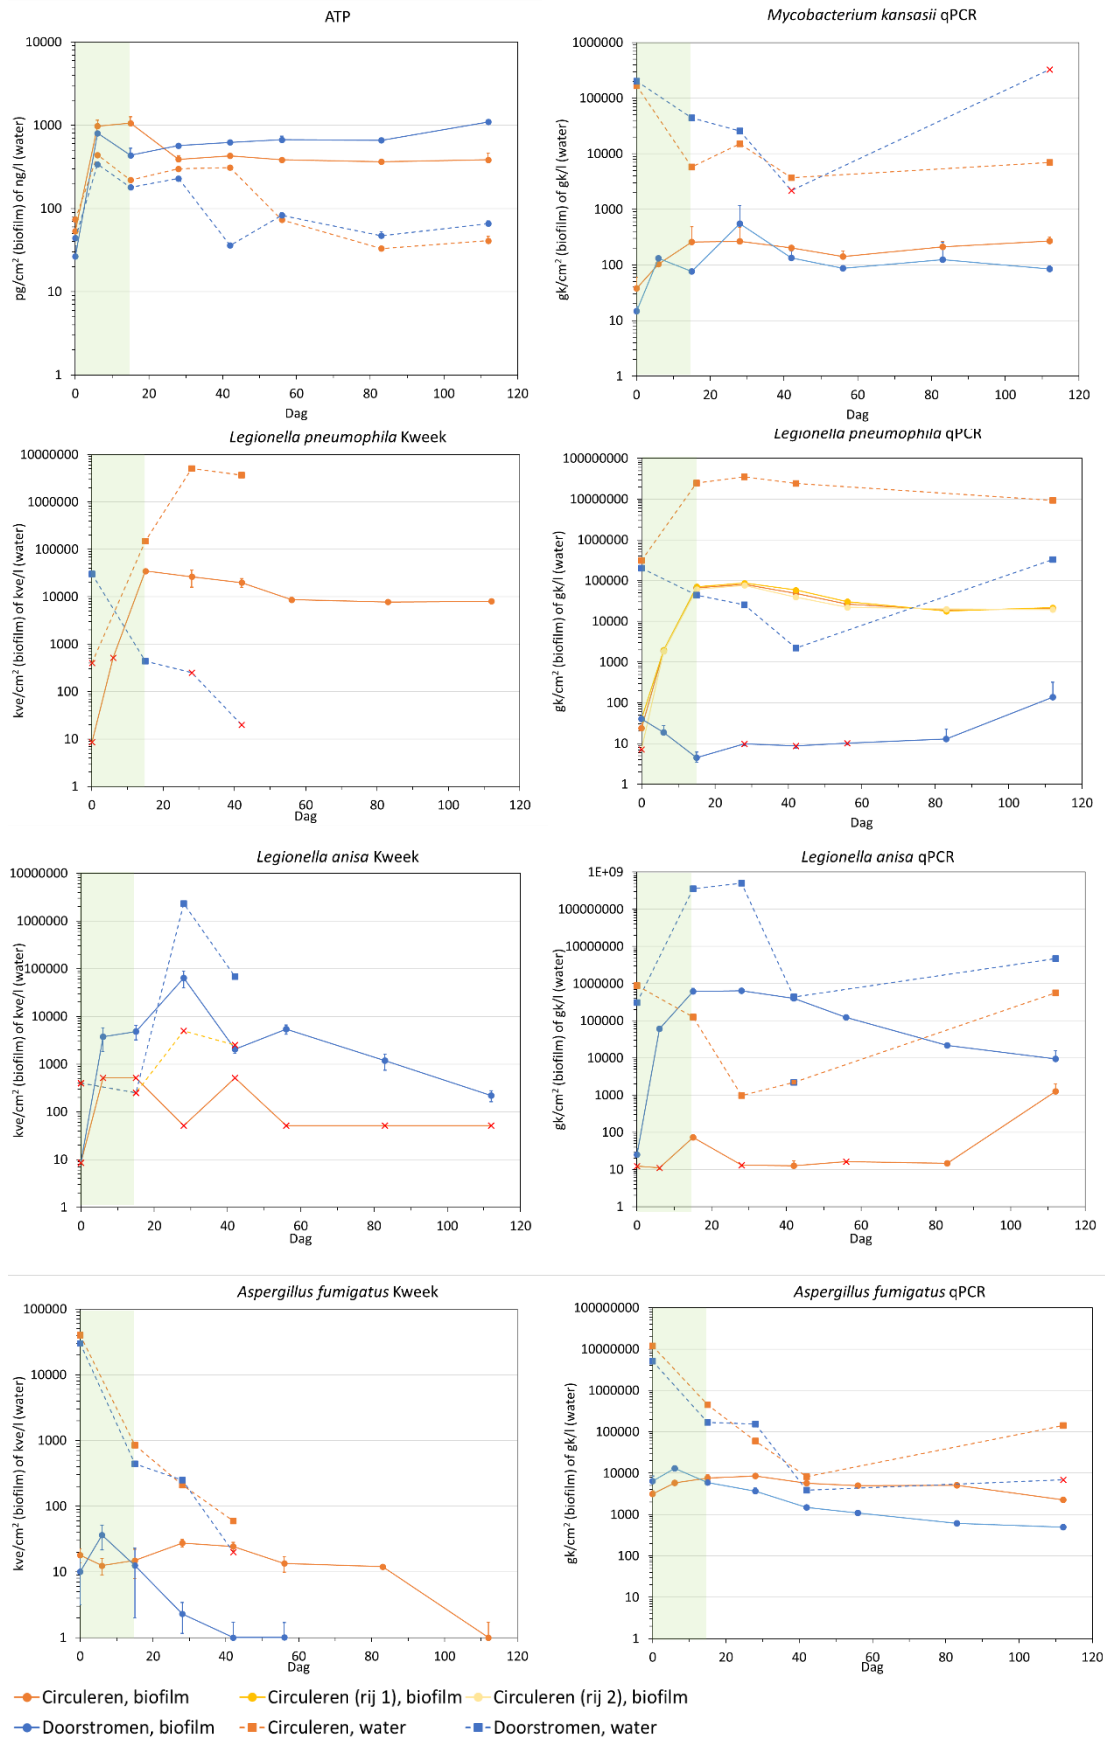 ATP
10000
1000
100
10
1
pg/cm² (biofilm) of ng/l (water)
0 20 40 60 80 100 120
Dag
Mycobacterium kansasii qPCR
1000000
100000
10000
1000
100
10
1
gk/cm² (biofilm) of gk/l (water)
0 20 40 60 80 100 120
Dag
Legionella pneumophila Kweek
10000000
1000000
100000
10000
1000
100
10
1
kve/cm² (biofilm) of kve/l (water)
0 20 40 60 80 100 120
Dag
Legionella pneumophila qPCR
100000000
10000000
1000000
100000
10000
1000
100
10
1
gk/cm² (biofilm) of gk/l (water)
0 20 40 60 80 100 120
Dag
Legionella anisa Kweek
10000000
1000000
100000
10000
1000
100
10
1
kve/cm² (biofilm) of kve/l (water)
0 20 40 60 80 100 120
Dag
Legionella anisa qPCR
1E+09
100000000
10000000
1000000
100000
10000
1000
100
10
1
gk/cm² (biofilm) of gk/l (water)
0 20 40 60 80 100 120
Dag
Aspergillus fumigatus Kweek
100000
10000
1000
100
10
1
kve/cm² (biofilm) of kve/l (water)
0 20 40 60 80 100 120
Dag
Aspergillus fumigatus qPCR
100000000
10000000
1000000
100000
10000
1000
100
10
1
gk/cm² (biofilm) of gk/l (water)
0 20 40 60 80 100 120
Dag
Circuleren, biofilm Circuleren (rij 1), biofilm Circuleren (rij 2), biofilm
Doorstromen, biofilm Circuleren, water Doorstromen, water